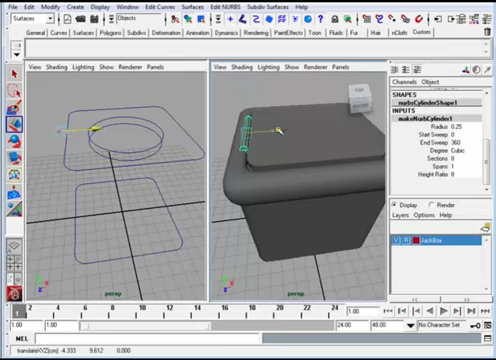 File Edit Modify Create Display Window Edit Curves Surfaces Edit NURBS Subdiv Surfaces Help
Surfaces Objects
General Curves Surfaces Polygons Subdivs Deformation Animation Dynamics Rendering PaintEffects Toon Fluids Fur Hair nCloth Custom
View Shading Lighting Show Renderer Panels
View Shading Lighting Show Renderer Panels
Channels Object
SHAPES
nurbsCylinderShape1
INPUTS
makeNurbCylinder1
Radius 0.25
Start Sweep 0
End Sweep 360
Degree Cubic
Sections 8
Spans 1
Height Ratio 8
Display Render
Layers Options Help
V JackBox
persp
persp
1 2 4 6 8 10 12 14 16 18 20 22 24 1.00
1.00 1.00 24.00 48.00 No Character Set
MEL
translateXYZ(cm): -4.333 9.612 0.000